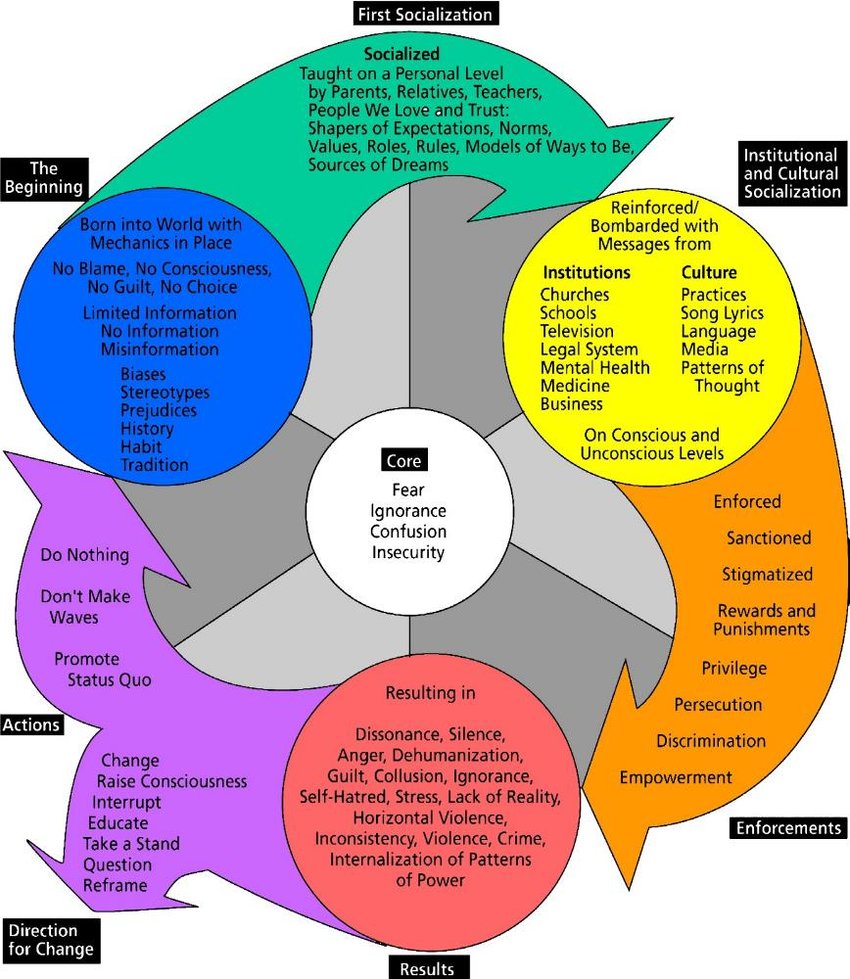 First Socialization
Socialized
Taught on a Personal Level
by Parents, Relatives, Teachers,
People We Love and Trust:
Shapers of Expectations, Norms,
Values, Roles, Rules, Models of Ways to Be,
Sources of Dreams
The
Beginning
Born into World with
Mechanics in Place
No Blame, No Consciousness,
No Guilt, No Choice
Limited Information
No Information
Misinformation
Biases
Stereotypes
Prejudices
History
Habit
Tradition
Institutional
and Cultural
Socialization
Reinforced/
Bombarded with
Messages from
Institutions
Churches
Schools
Television
Legal System
Mental Health
Medicine
Business
Culture
Practices
Song Lyrics
Language
Media
Patterns of
Thought
On Conscious and
Unconscious Levels
Core
Fear
Ignorance
Confusion
Insecurity
Enforced
Sanctioned
Stigmatized
Rewards and
Punishments
Privilege
Persecution
Discrimination
Empowerment
Enforcements
Resulting in
Dissonance, Silence,
Anger, Dehumanization,
Guilt, Collusion, Ignorance,
Self-Hatred, Stress, Lack of Reality,
Horizontal Violence,
Inconsistency, Violence, Crime,
Internalization of Patterns
of Power
Results
Do Nothing
Don't Make
Waves
Promote
Status Quo
Actions
Change
Raise Consciousness
Interrupt
Educate
Take a Stand
Question
Reframe
Direction
for Change